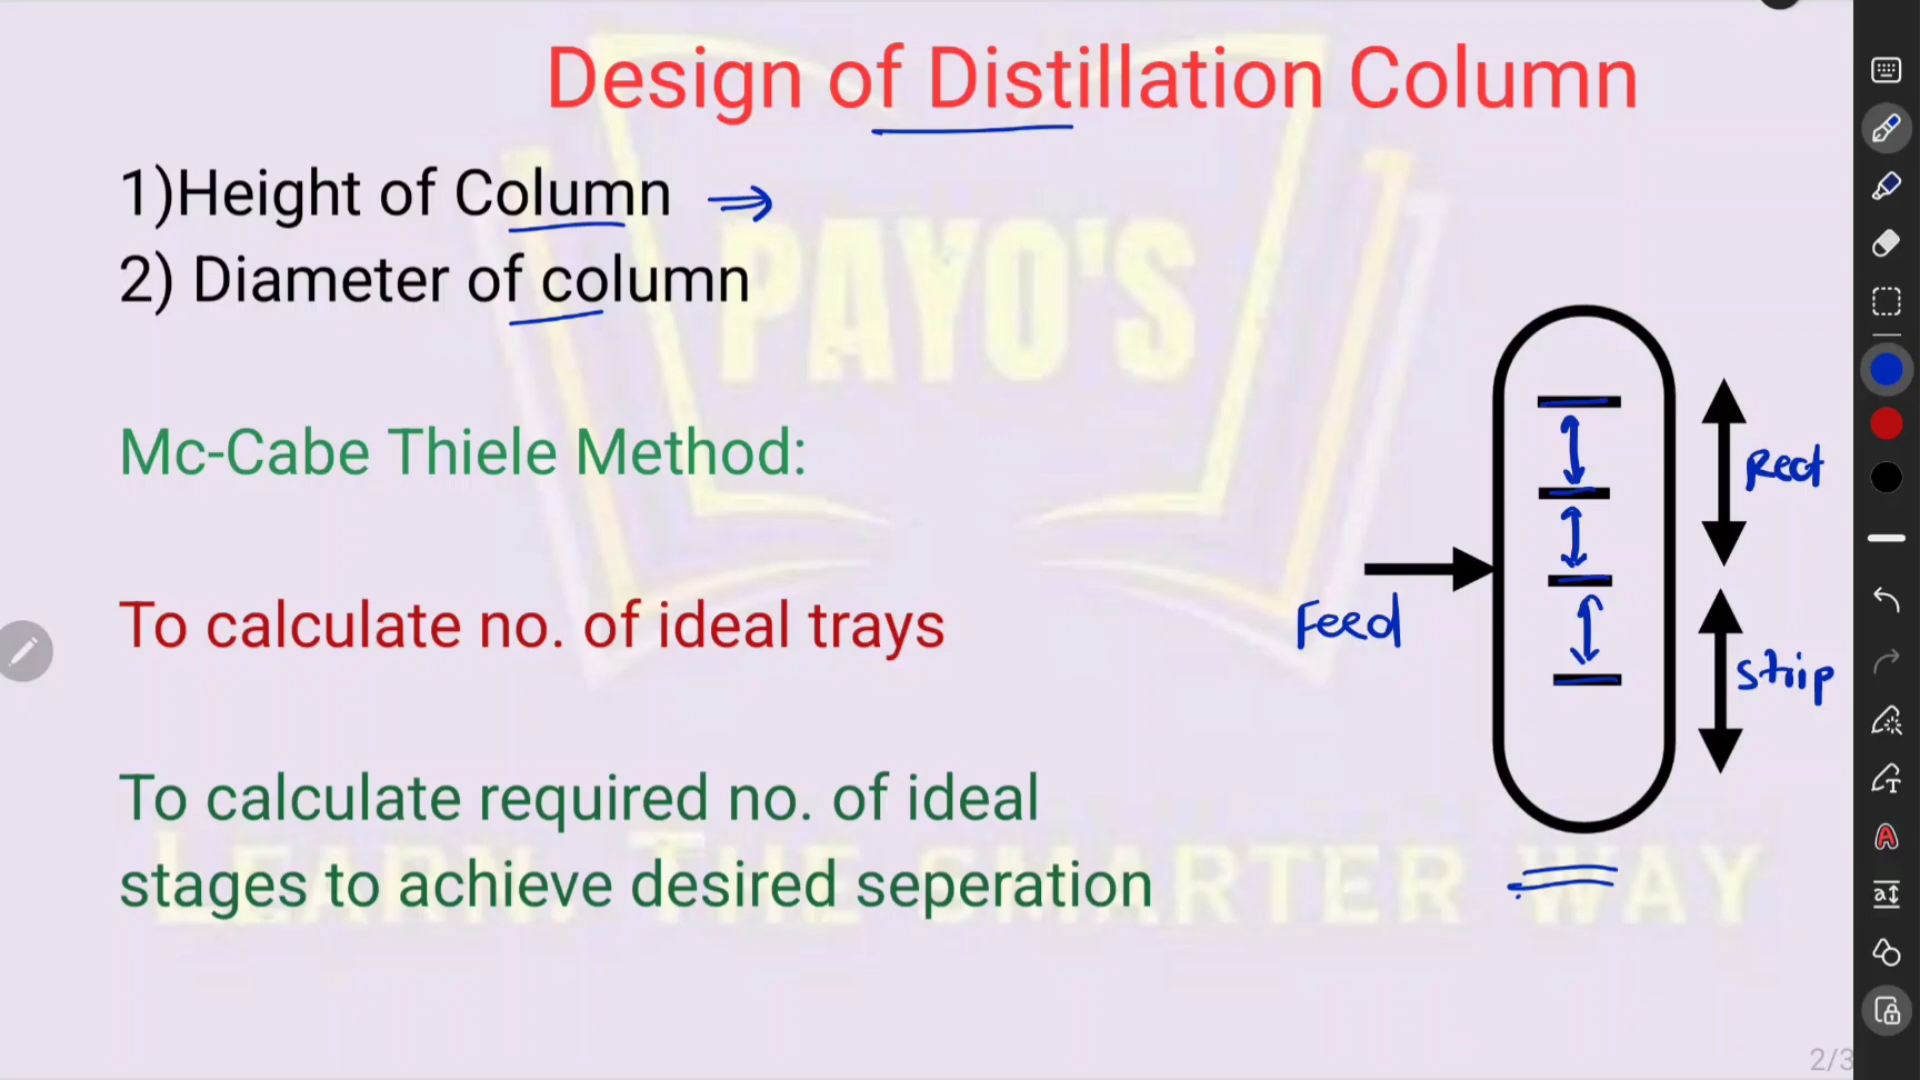 Design of Distillation Column
1)Height of Column ⇒
2) Diameter of column
PAYO'S
Mc-Cabe Thiele Method:
Rect
To calculate no. of ideal trays
Feed
Strip
To calculate required no. of ideal
stages to achieve desired seperation
LEARN. THE SMARTER WAY
2/3